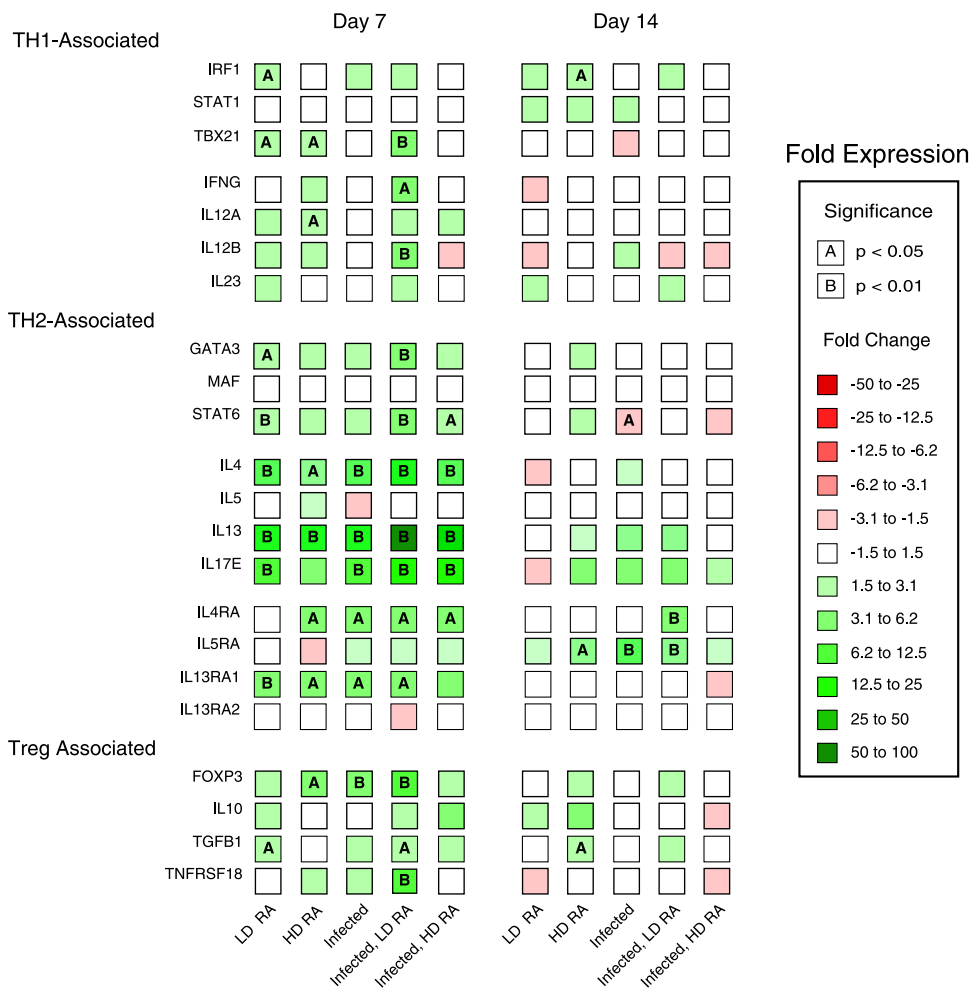 Day 7 Day 14
TH1-Associated
IRF1 A A
STAT1
TBX21 A A B
IFNG A
IL12A A
IL12B B
IL23
TH2-Associated
GATA3 A B
MAF
STAT6 B B A A
IL4 B A B B B
IL5
IL13 B B B B B
IL17E B B B B
IL4RA A A A A B
IL5RA A B B
IL13RA1 B A A A
IL13RA2
Treg Associated
FOXP3 A B B
IL10
TGFB1 A A A
TNFRSF18 B
LD RA HD RA Infected Infected, LD RA Infected, HD RA LD RA HD RA Infected Infected, LD RA Infected, HD RA
Fold Expression
Significance
A p < 0.05
B p < 0.01
Fold Change
-50 to -25
-25 to -12.5
-12.5 to -6.2
-6.2 to -3.1
-3.1 to -1.5
-1.5 to 1.5
1.5 to 3.1
3.1 to 6.2
6.2 to 12.5
12.5 to 25
25 to 50
50 to 100